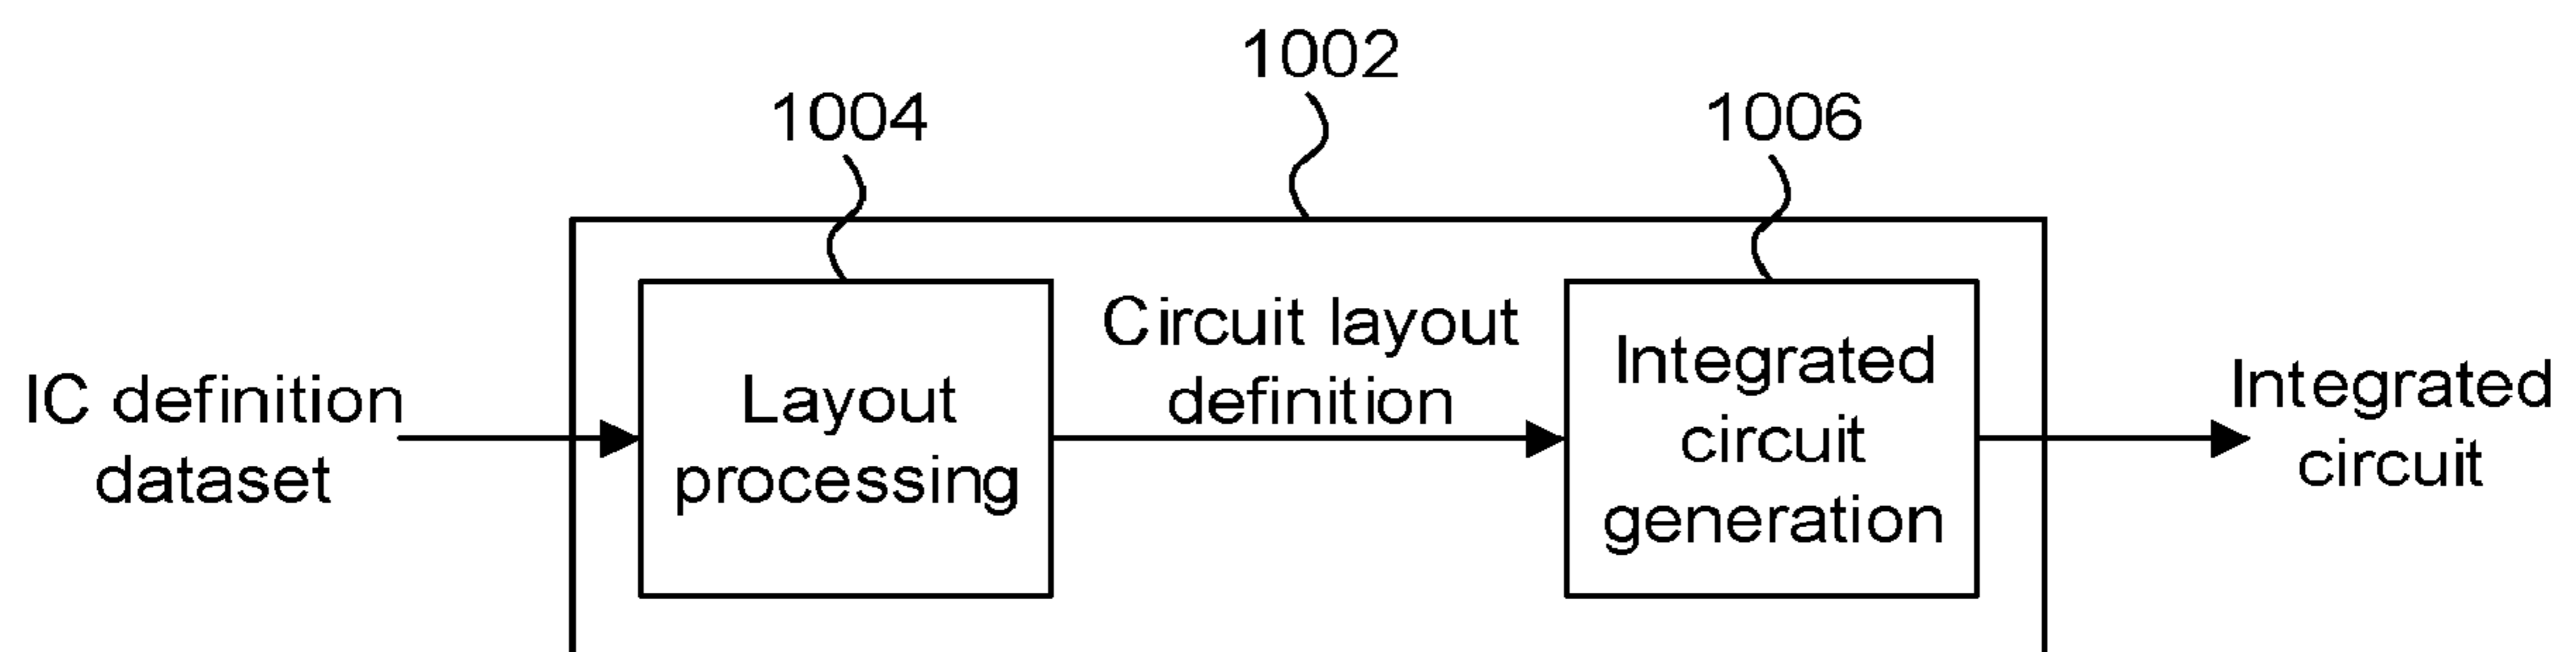 1002
1004
1006
IC definition
dataset
Layout
processing
Circuit layout
definition
Integrated
circuit
generation
Integrated
circuit